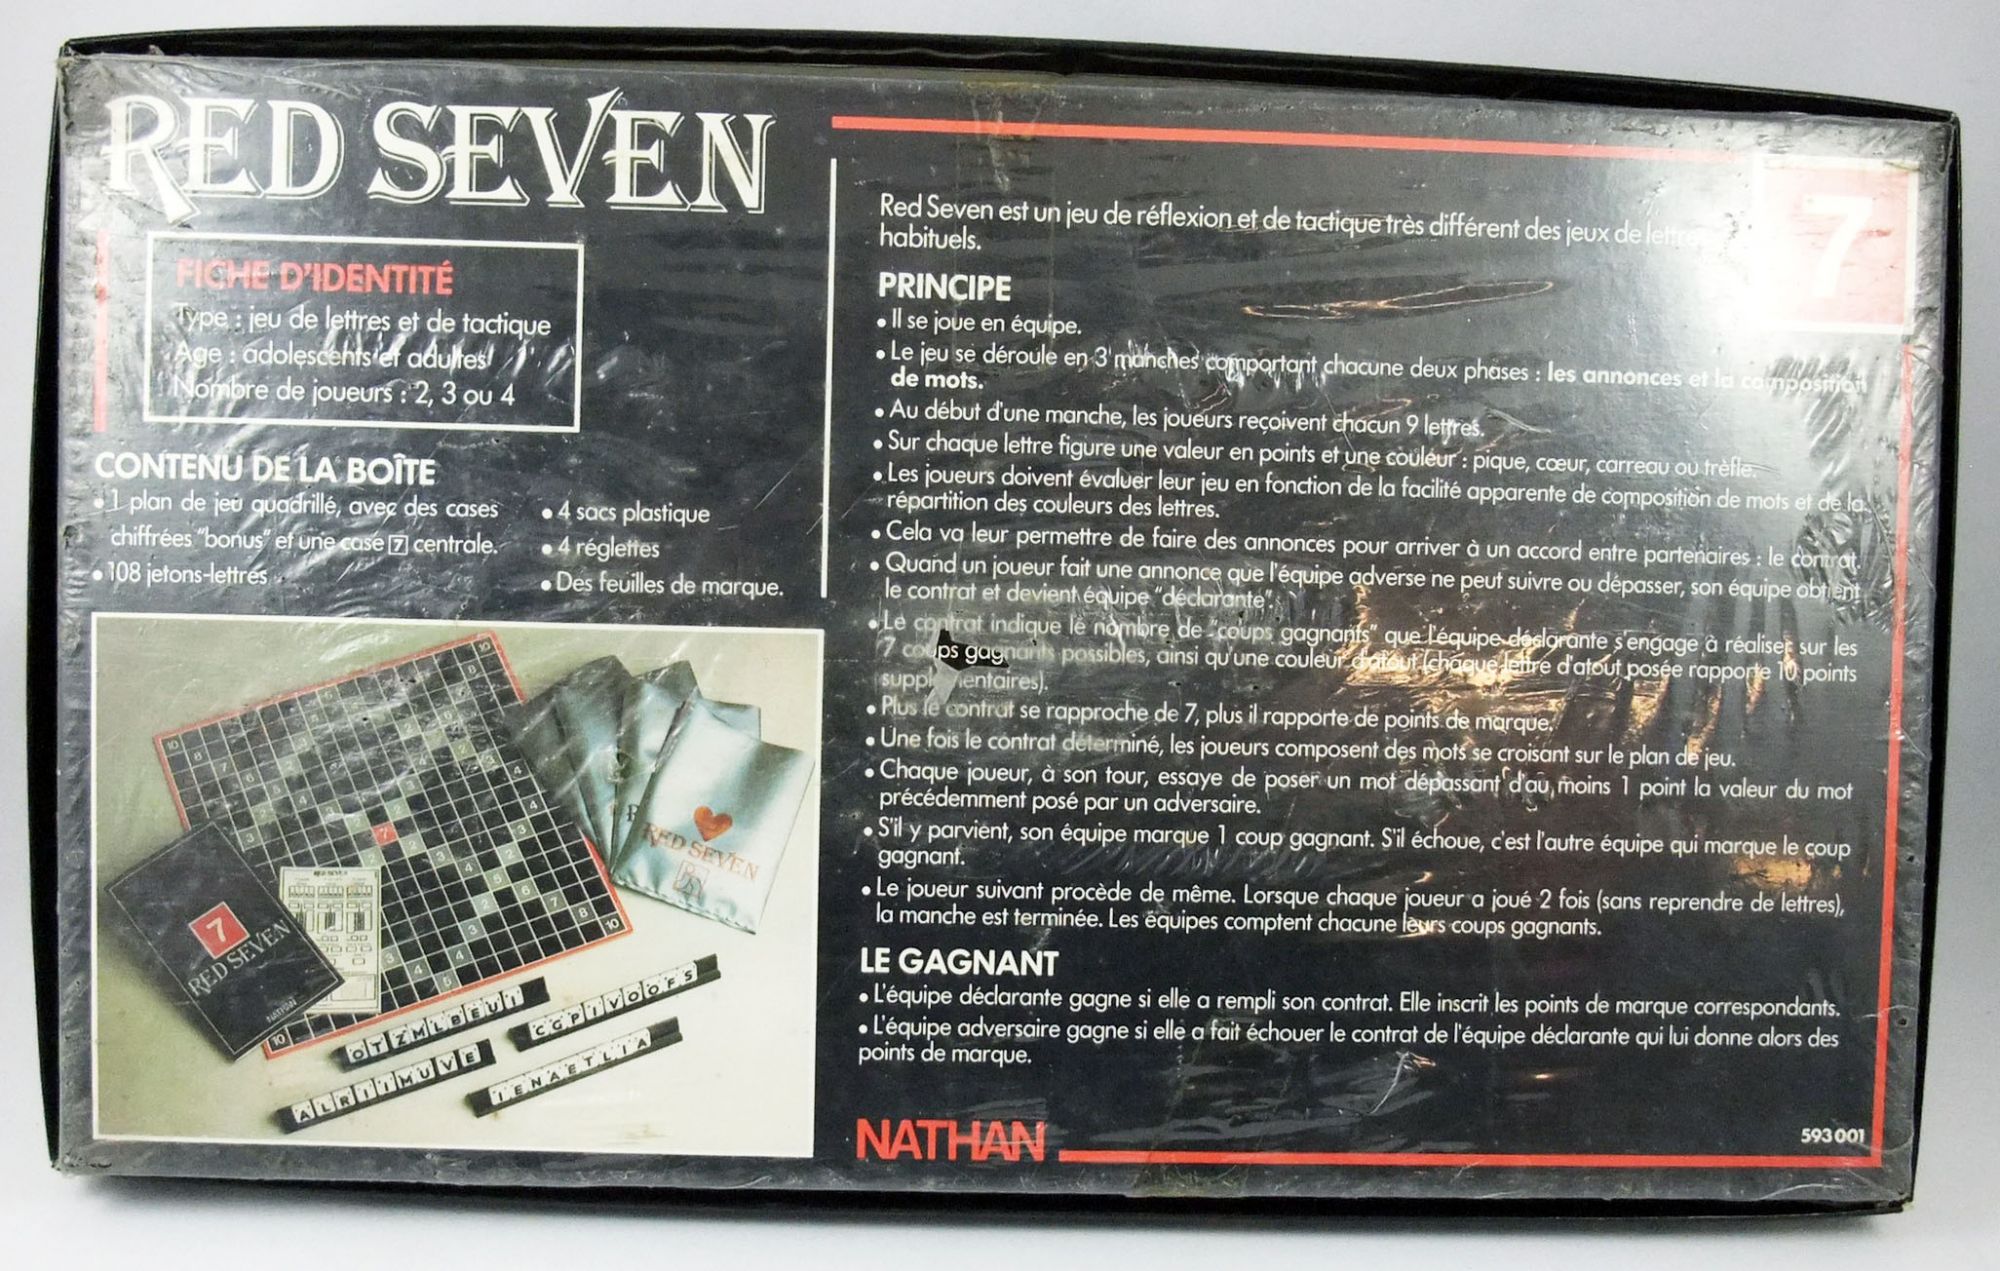 RED SEVEN
FICHE D'IDENTITÉ
Type : jeu de lettres et de tactique
Age : adolescents et adultes
Nombre de joueurs : 2, 3 ou 4
CONTENU DE LA BOÎTE
• 1 plan de jeu quadrillé, avec des cases
chiffrées "bonus" et une case 7 centrale.
• 108 jetons-lettres
• 4 sacs plastique
• 4 réglettes
• Des feuilles de marque.
7
Red Seven est un jeu de réflexion et de tactique très différent des jeux de lettres
habituels.
PRINCIPE
• Il se joue en équipe.
• Le jeu se déroule en 3 manches comportant chacune deux phases : les annonces et la composition
de mots.
• Au début d'une manche, les joueurs reçoivent chacun 9 lettres.
• Sur chaque lettre figure une valeur en points et une couleur : pique, cœur, carreau ou trèfle.
• Les joueurs doivent évaluer leur jeu en fonction de la facilité apparente de composition de mots et de la
répartition des couleurs des lettres.
• Cela va leur permettre de faire des annonces pour arriver à un accord entre partenaires : le contrat.
• Quand un joueur fait une annonce que l'équipe adverse ne peut suivre ou dépasser, son équipe obtient
le contrat et devient équipe "déclarante".
• Le contrat indique le nombre de "coups gagnants" que l'équipe déclarante s'engage à réaliser sur les
7 coups gagnants possibles, ainsi qu'une couleur d'atout (chaque lettre d'atout posée rapporte 10 points
supplémentaires).
• Plus le contrat se rapproche de 7, plus il rapporte de points de marque.
• Une fois le contrat déterminé, les joueurs composent des mots se croisant sur le plan de jeu.
• Chaque joueur, à son tour, essaye de poser un mot dépassant d'au moins 1 point la valeur du mot
précédemment posé par un adversaire.
• S'il y parvient, son équipe marque 1 coup gagnant. S'il échoue, c'est l'autre équipe qui marque le coup
gagnant.
• Le joueur suivant procède de même. Lorsque chaque joueur a joué 2 fois (sans reprendre de lettres),
la manche est terminée. Les équipes comptent chacune leurs coups gagnants.
LE GAGNANT
• L'équipe déclarante gagne si elle a rempli son contrat. Elle inscrit les points de marque correspondants.
• L'équipe adversaire gagne si elle a fait échouer le contrat de l'équipe déclarante qui lui donne alors des
points de marque.
NATHAN
593 001
RED SEVEN
7
RED SEVEN
NATHAN
OTZMLBEUT
CGPIVOOFS
ALRITMUVE
TENAETLIA